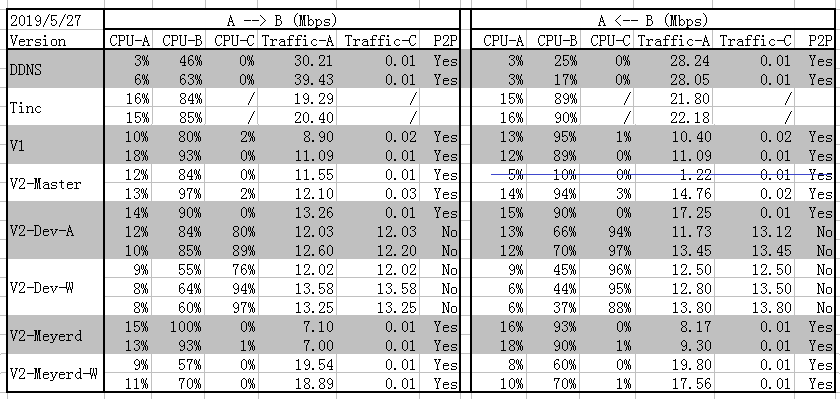 2019/5/27 A --> B (Mbps) A <-- B (Mbps)
Version CPU-A CPU-B CPU-C Traffic-A Traffic-C P2P CPU-A CPU-B CPU-C Traffic-A Traffic-C P2P
DDNS 3% 46% 0% 30.21 0.01 Yes 3% 25% 0% 28.24 0.01 Yes
6% 63% 0% 39.43 0.01 Yes 3% 17% 0% 28.05 0.01 Yes
Tinc 16% 84% / 19.29 / 15% 89% / 21.80 /
15% 85% / 20.40 / 16% 90% / 22.18 /
V1 10% 80% 2% 8.90 0.02 Yes 13% 95% 1% 10.40 0.02 Yes
18% 93% 0% 11.09 0.01 Yes 12% 89% 0% 11.09 0.01 Yes
V2-Master 12% 84% 0% 11.55 0.01 Yes 5% 10% 0% 1.22 0.01 Yes
13% 97% 2% 12.10 0.03 Yes 14% 94% 3% 14.76 0.02 Yes
V2-Dev-A 14% 90% 0% 13.26 0.01 Yes 15% 90% 0% 17.25 0.01 Yes
12% 84% 80% 12.03 12.03 No 13% 66% 94% 11.73 13.12 No
10% 85% 89% 12.60 12.20 No 12% 70% 97% 13.45 13.45 No
V2-Dev-W 9% 55% 76% 12.02 12.02 No 9% 45% 96% 12.50 12.50 No
8% 64% 94% 13.58 13.58 No 6% 44% 95% 12.80 13.50 No
8% 60% 97% 13.25 13.25 No 6% 37% 88% 13.80 13.80 No
V2-Meyerd 15% 100% 0% 7.10 0.01 Yes 16% 93% 0% 8.17 0.01 Yes
13% 93% 1% 7.00 0.01 Yes 18% 90% 1% 9.30 0.01 Yes
V2-Meyerd-W 9% 57% 0% 19.54 0.01 Yes 8% 60% 0% 19.80 0.01 Yes
11% 70% 0% 18.89 0.01 Yes 10% 70% 1% 17.56 0.01 Yes